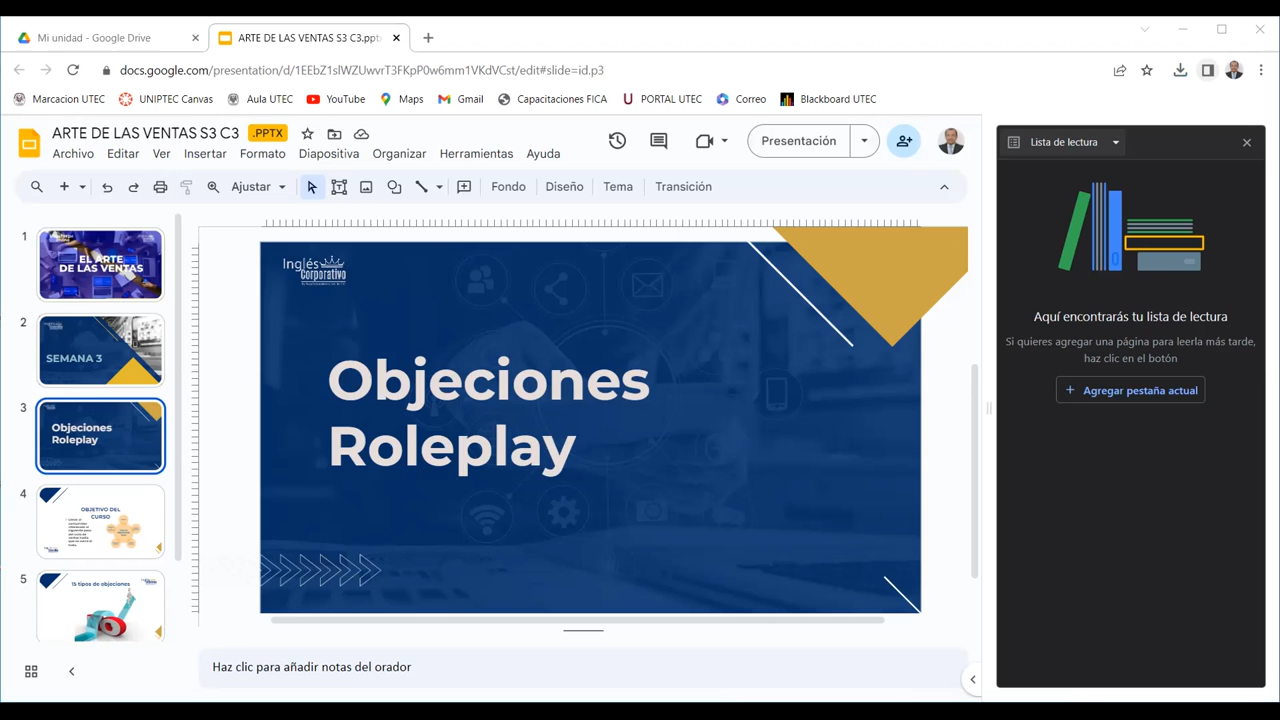 Mi unidad - Google Drive
ARTE DE LAS VENTAS S3 C3.ppt
docs.google.com/presentation/d/1EEbZ1slWZUwvrT3FKpP0w6mm1VKdVCst/edit#slide=id.p3
Marcacion UTEC
UNIPTEC Canvas
Aula UTEC
YouTube
Maps
Gmail
Capacitaciones FICA
PORTAL UTEC
Correo
Blackboard UTEC
ARTE DE LAS VENTAS S3 C3 .PPTX
Archivo Editar Ver Insertar Formato Diapositiva Organizar Herramientas Ayuda
Presentación
Ajustar
Fondo Diseño Tema Transición
1
EL ARTE
DE LAS VENTAS
2
SEMANA 3
3
Objeciones
Roleplay
4
OBJETIVO DEL
CURSO
5
15 tipos de objeciones
Inglés
Corporativo
Objeciones
Roleplay
Haz clic para añadir notas del orador
Lista de lectura
Aquí encontrarás tu lista de lectura
Si quieres agregar una página para leerla más tarde,
haz clic en el botón
+ Agregar pestaña actual